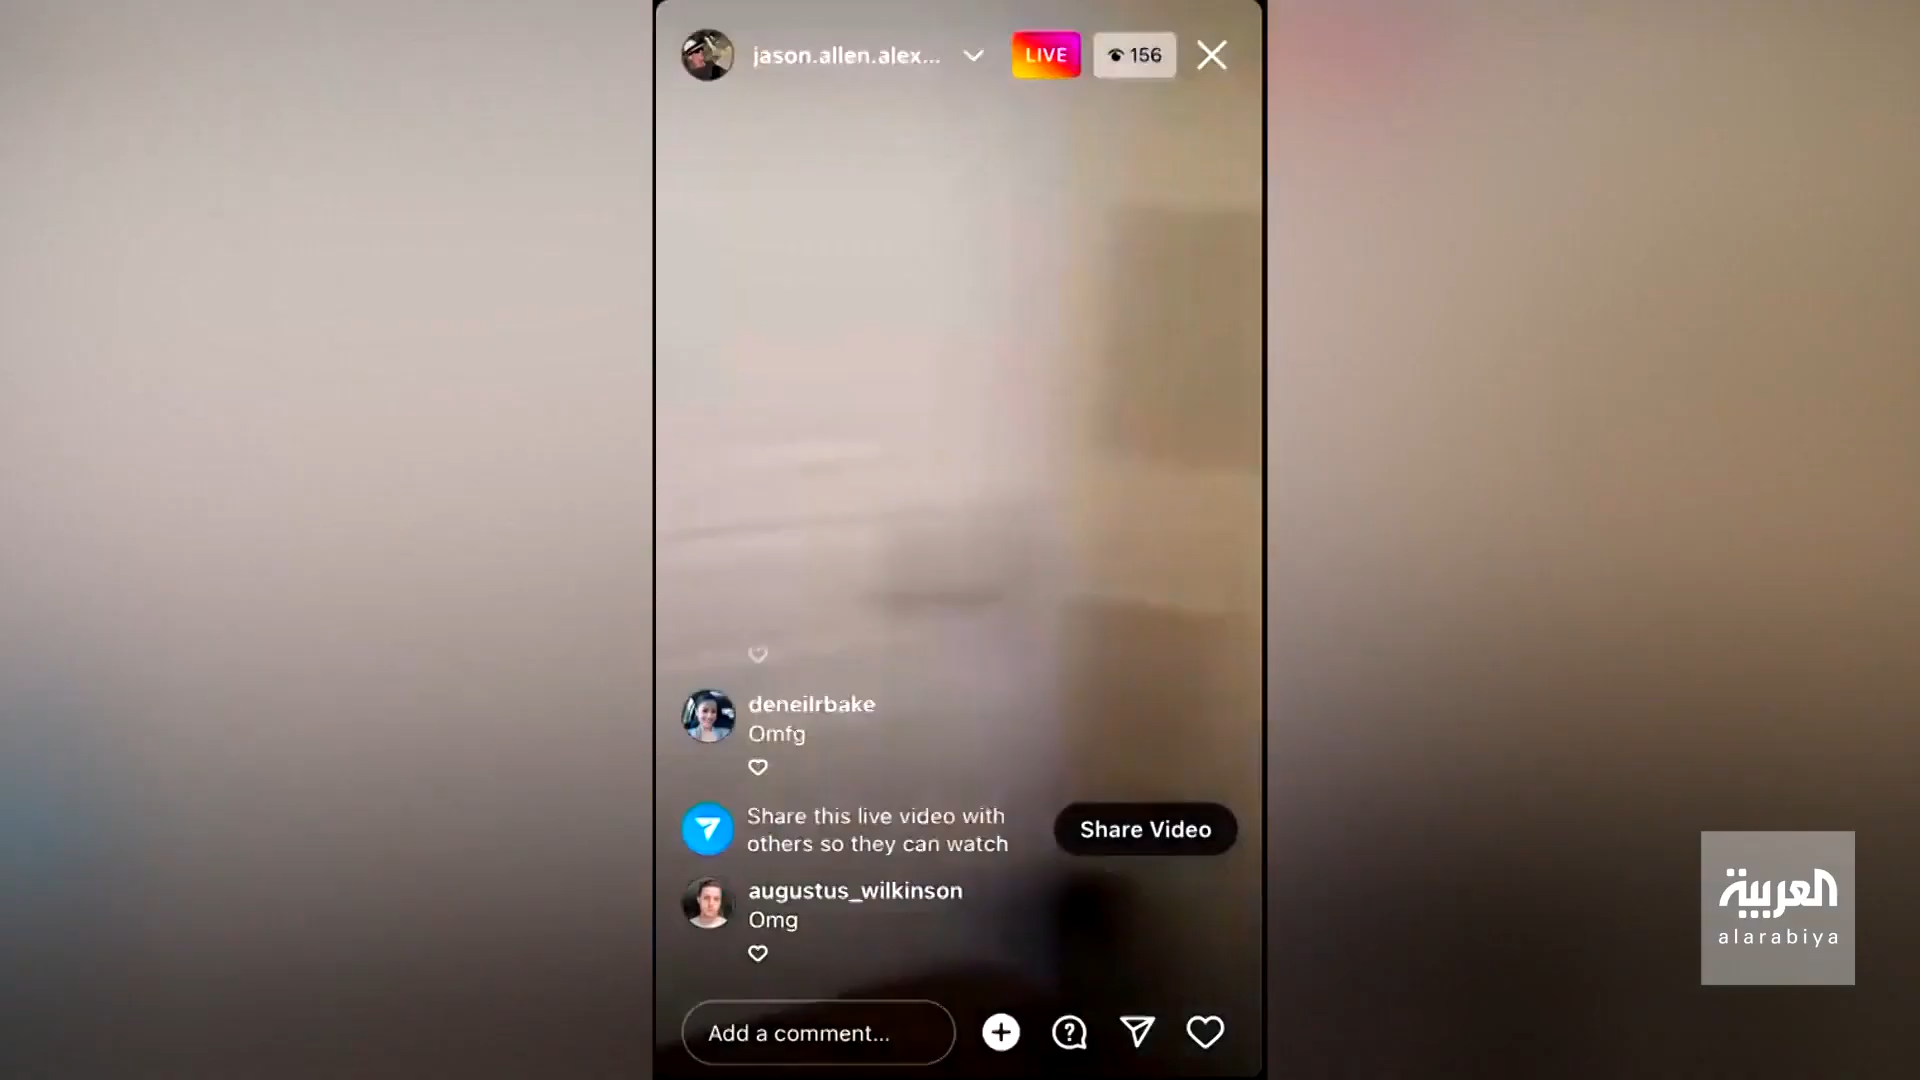 jason.allen.alex...
LIVE
156
deneilrbake
Omfg
Share this live video with
others so they can watch
Share Video
augustus_wilkinson
Omg
Add a comment...
العربية
alarabiya